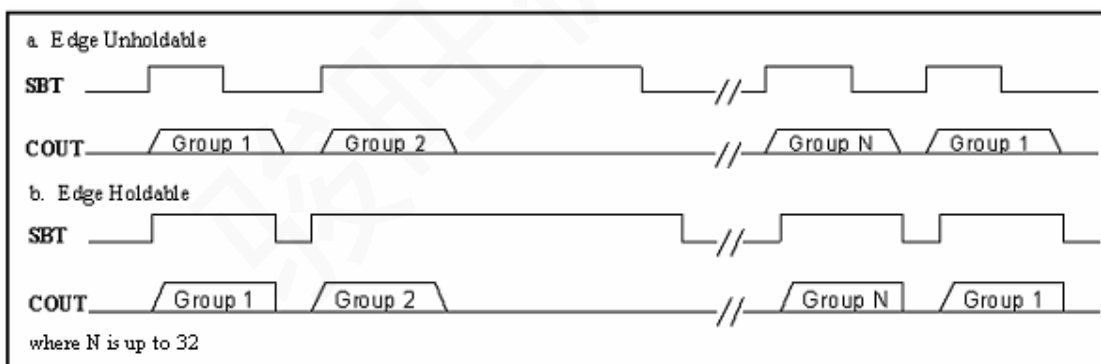 a. Edge Unholdable
SBT
COUT
Group 1
Group 2
Group N
Group 1
b. Edge Holdable
SBT
COUT
Group 1
Group 2
Group N
Group 1
where N is up to 32